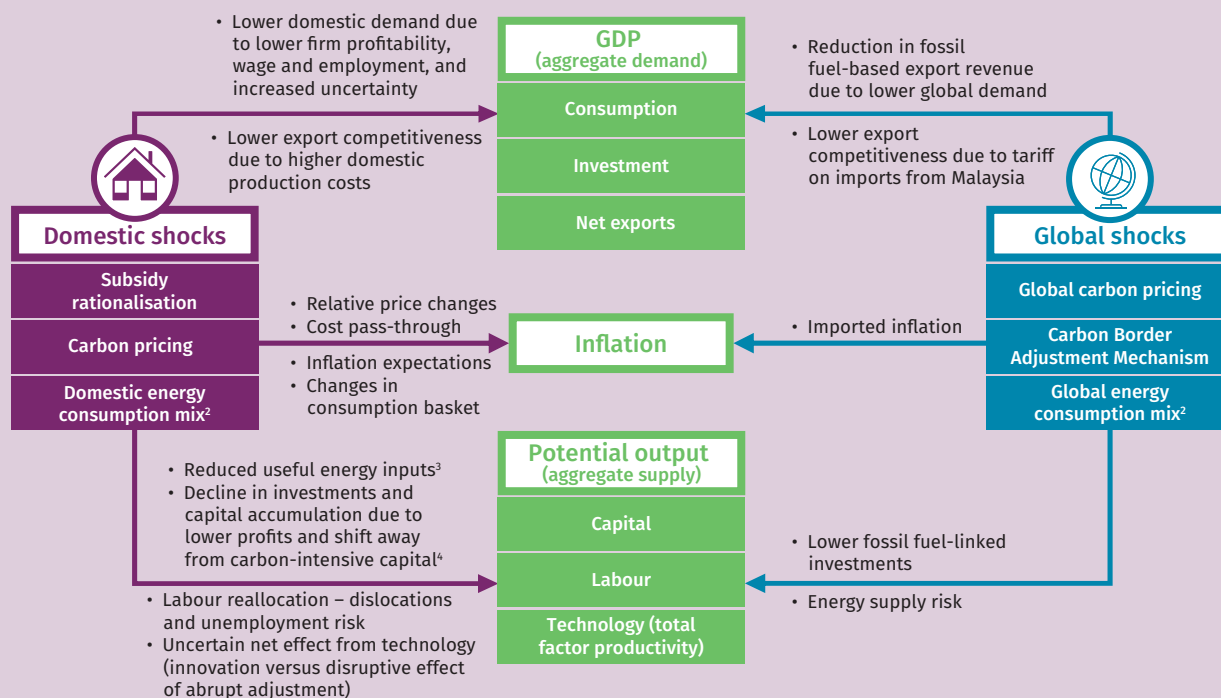 • Lower domestic demand due
to lower firm profitability,
wage and employment, and
increased uncertainty
• Lower export competitiveness
due to higher domestic
production costs
GDP
(aggregate demand)
Consumption
Investment
Net exports
• Reduction in fossil
fuel-based export revenue
due to lower global demand
• Lower export
competitiveness due to tariff
on imports from Malaysia
Domestic shocks
Subsidy
rationalisation
Carbon pricing
Domestic energy
consumption mix²
• Relative price changes
• Cost pass-through
• Inflation expectations
• Changes in
consumption basket
Inflation
• Imported inflation
Global shocks
Global carbon pricing
Carbon Border
Adjustment Mechanism
Global energy
consumption mix²
• Reduced useful energy inputs³
• Decline in investments and
capital accumulation due to
lower profits and shift away
from carbon-intensive capital⁴
• Labour reallocation – dislocations
and unemployment risk
• Uncertain net effect from technology
(innovation versus disruptive effect
of abrupt adjustment)
Potential output
(aggregate supply)
Capital
Labour
Technology (total
factor productivity)
• Lower fossil fuel-linked
investments
• Energy supply risk